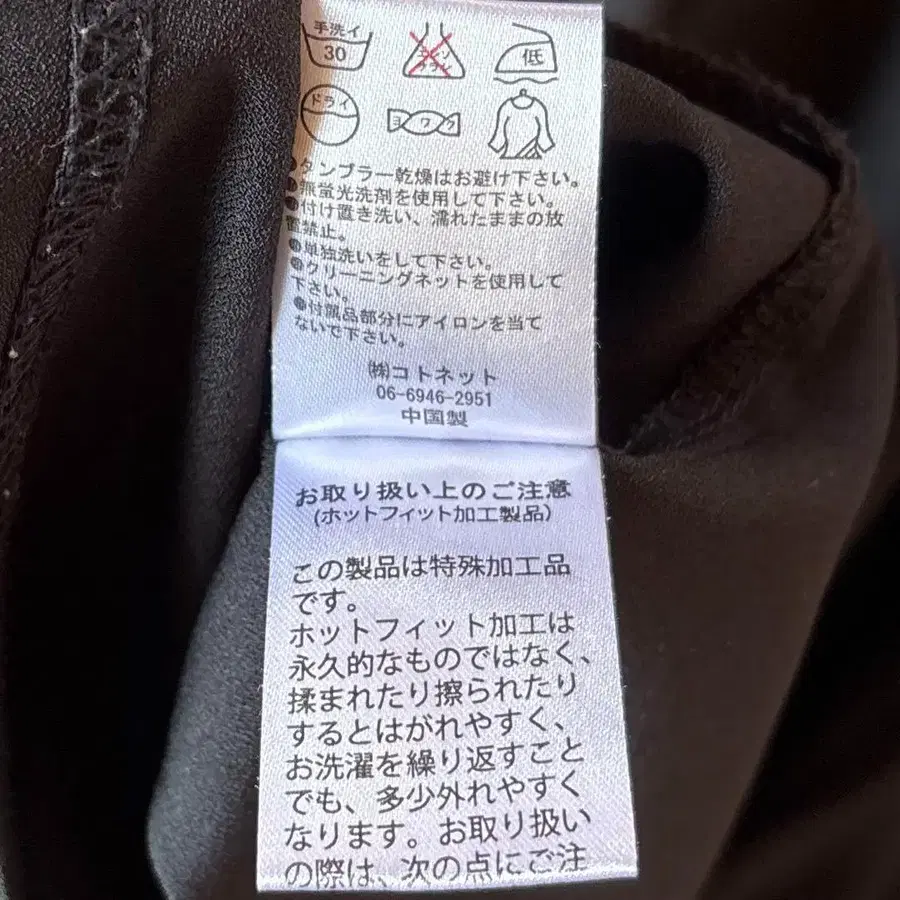 手洗イ
30
エンソ
サラシ
低
ドライ
ヨワク
●タンブラー乾燥はお避け下さい。
●無蛍光洗剤を使用して下さい。
●付け置き洗い、濡れたままの放
置禁止。
●単独洗いをして下さい。
●クリーニングネットを使用して
下さい。
●付属品部分にアイロンを当て
ないで下さい。
㈱コトネット
06-6946-2951
中国製
お取り扱い上のご注意
(ホットフィット加工製品)
この製品は特殊加工品
です。
ホットフィット加工は
永久的なものではなく、
揉まれたり擦られたり
するとはがれやすく、
お洗濯を繰り返すこと
でも、多少外れやすく
なります。お取り扱い
の際は、次の点にご注